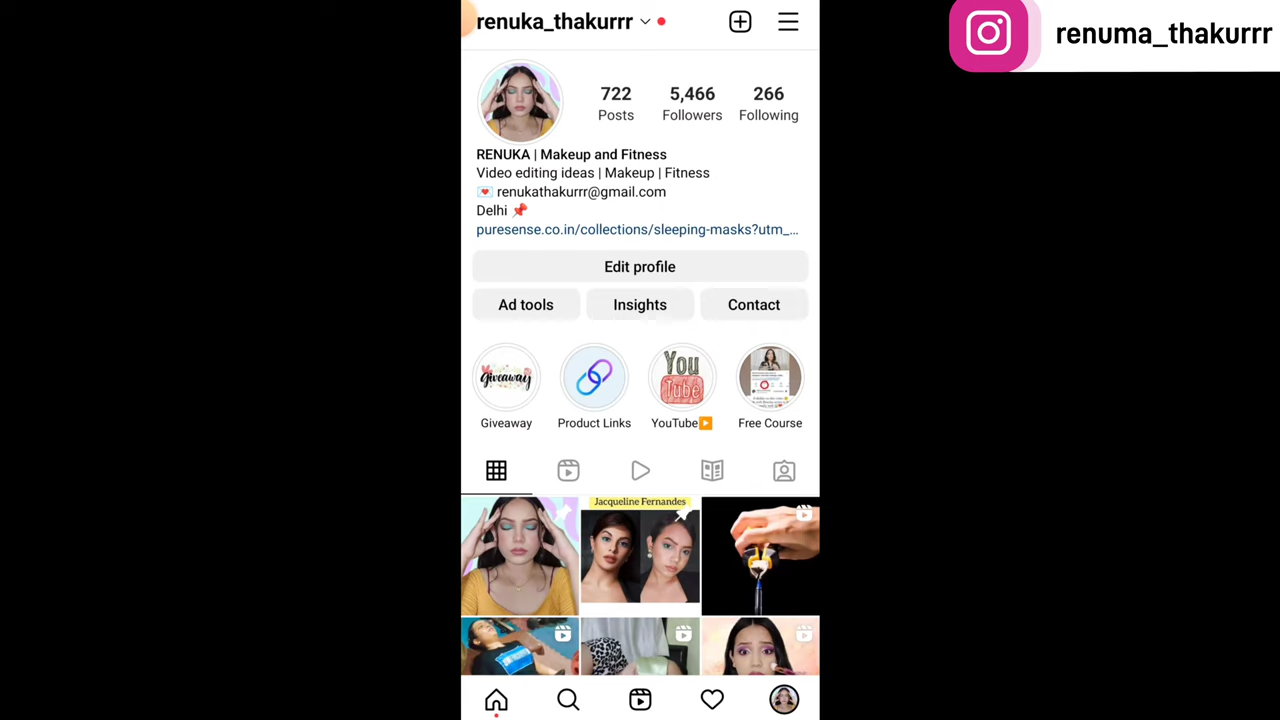 renuka_thakurrr
renuma_thakurrr
722
5,466
266
Posts
Followers
Following
RENUKA | Makeup and Fitness
Video editing ideas | Makeup | Fitness
💌 renukathakurrr@gmail.com
Delhi 📌
puresense.co.in/collections/sleeping-masks?utm_...
Edit profile
Ad tools
Insights
Contact
Giveaway
You
Tube
Giveaway
Product Links
YouTube▶️
Free Course
Jacqueline Fernandes